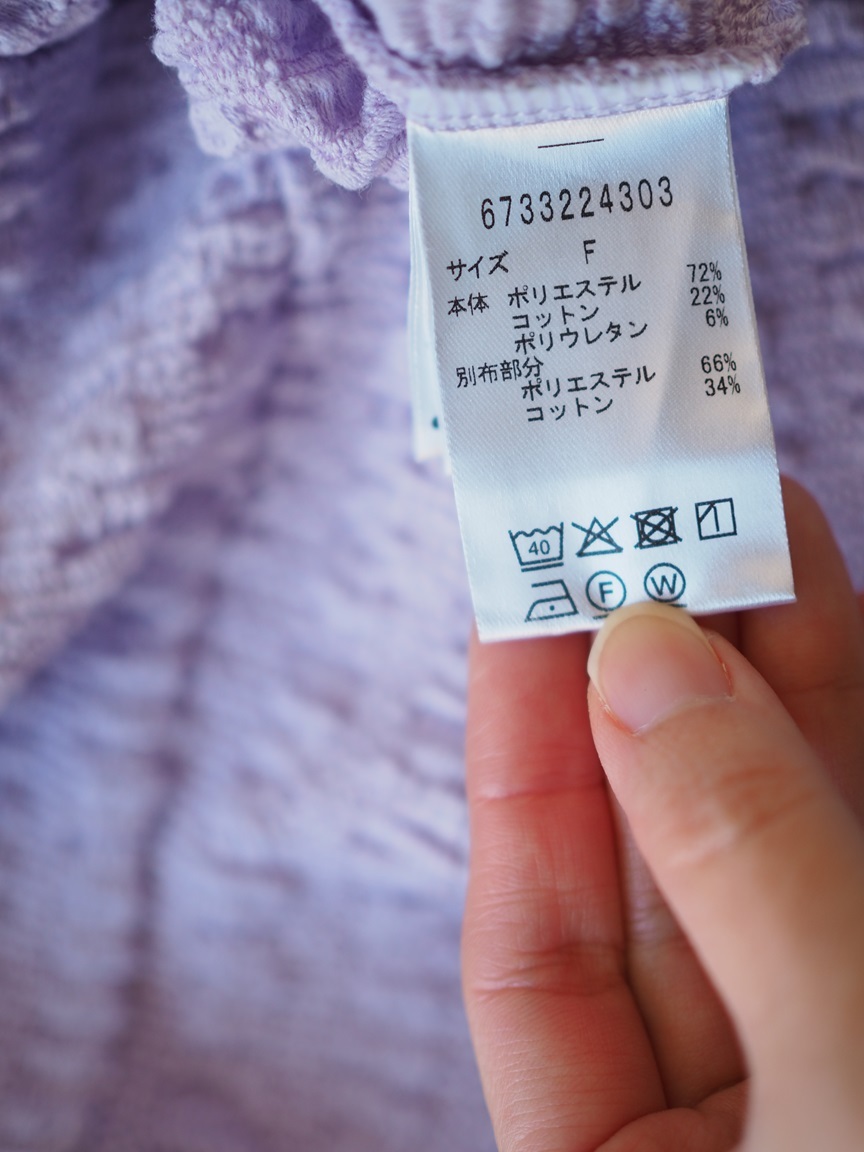 6733224303
サイズ F
本体 ポリエステル 72%
コットン 22%
ポリウレタン 6%
別布部分
ポリエステル 66%
コットン 34%
40
F W